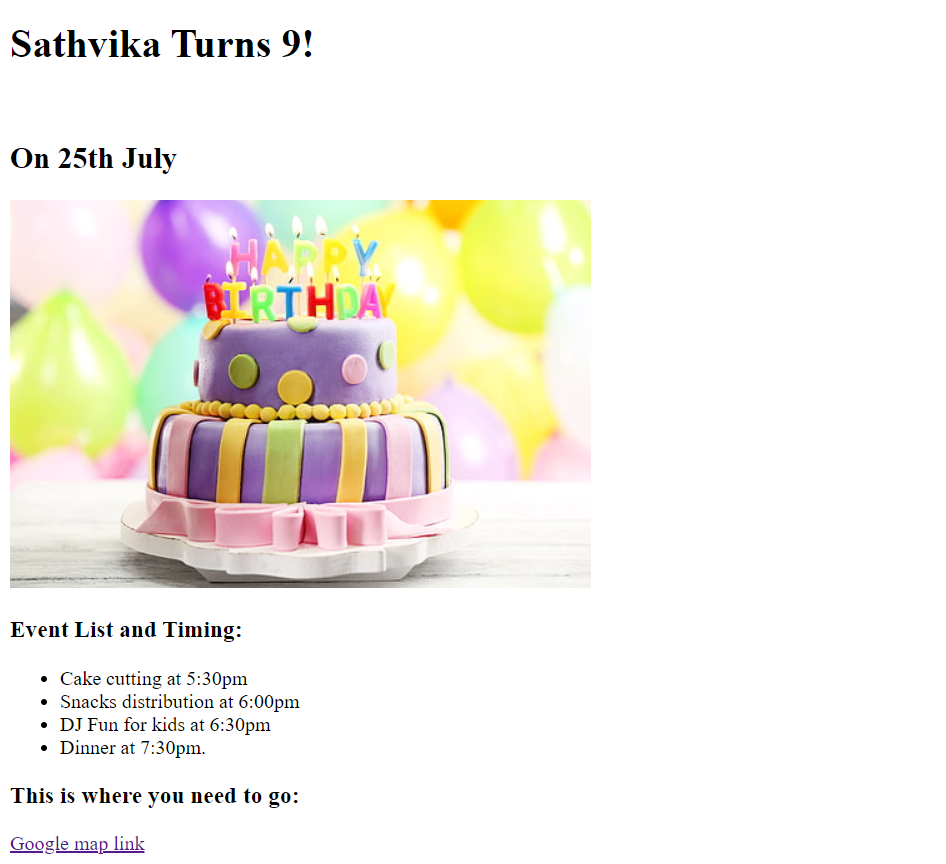 Sathvika Turns 9!
On 25th July
HAPPY
BIRTHDAY
Event List and Timing:
Cake cutting at 5:30pm
Snacks distribution at 6:00pm
DJ Fun for kids at 6:30pm
Dinner at 7:30pm.
This is where you need to go:
Google map link